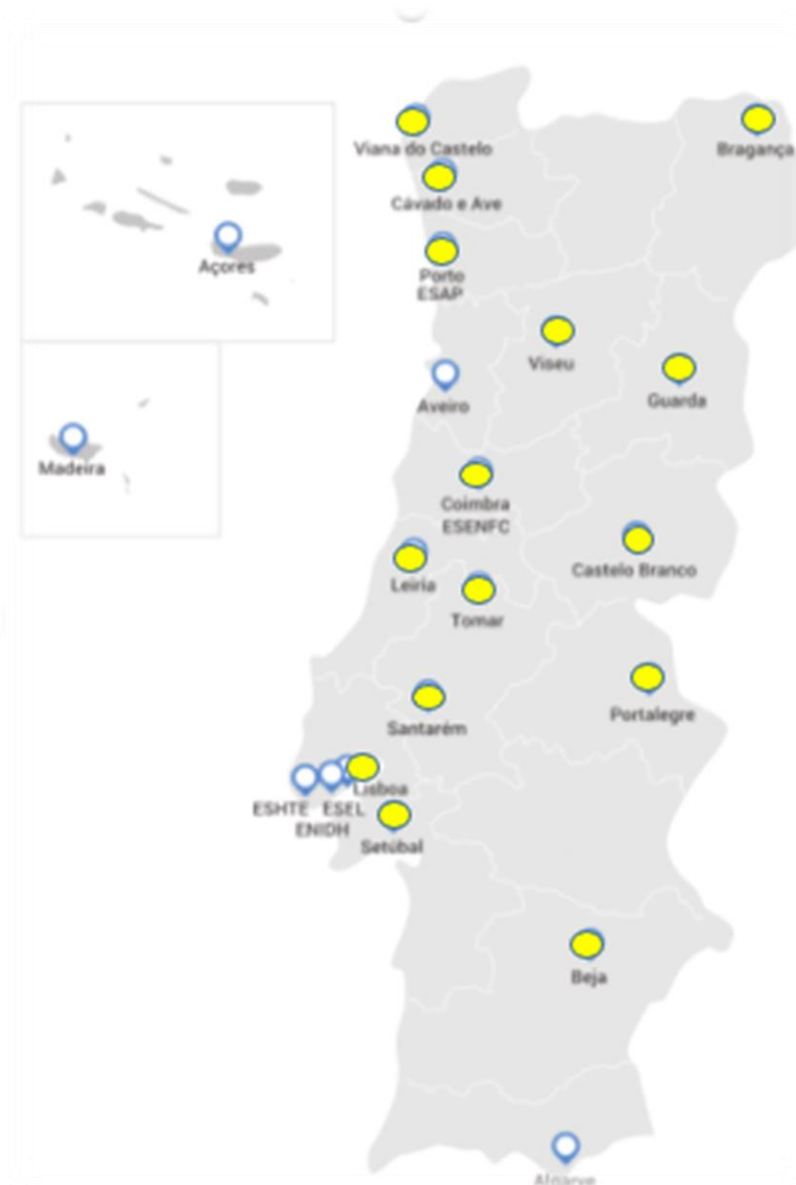 Viana do Castelo
Bragança
Cávado e Ave
Açores
Porto
ESAP
Viseu
Guarda
Aveiro
Madeira
Coimbra
ESENFC
Castelo Branco
Leiria
Tomar
Portalegre
Santarém
Lisboa
ESHTE ESEL
ENIDH
Setúbal
Beja
Algarve